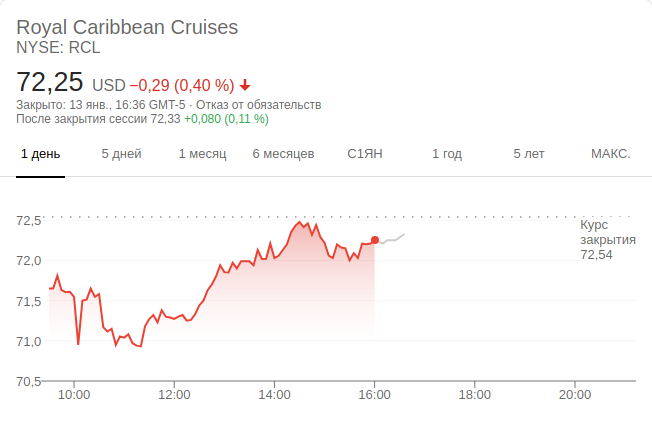 Royal Caribbean Cruises
NYSE: RCL
72,25 USD −0,29 (0,40 %)
Закрыто: 13 янв., 16:36 GMT-5 · Отказ от обязательств
После закрытия сессии 72,33 +0,080 (0,11 %)
1 день 5 дней 1 месяц 6 месяцев С1ЯН 1 год 5 лет МАКС.
72,5
72,0
71,5
71,0
70,5
Курс
закрытия
72,54
10:00 12:00 14:00 16:00 18:00 20:00